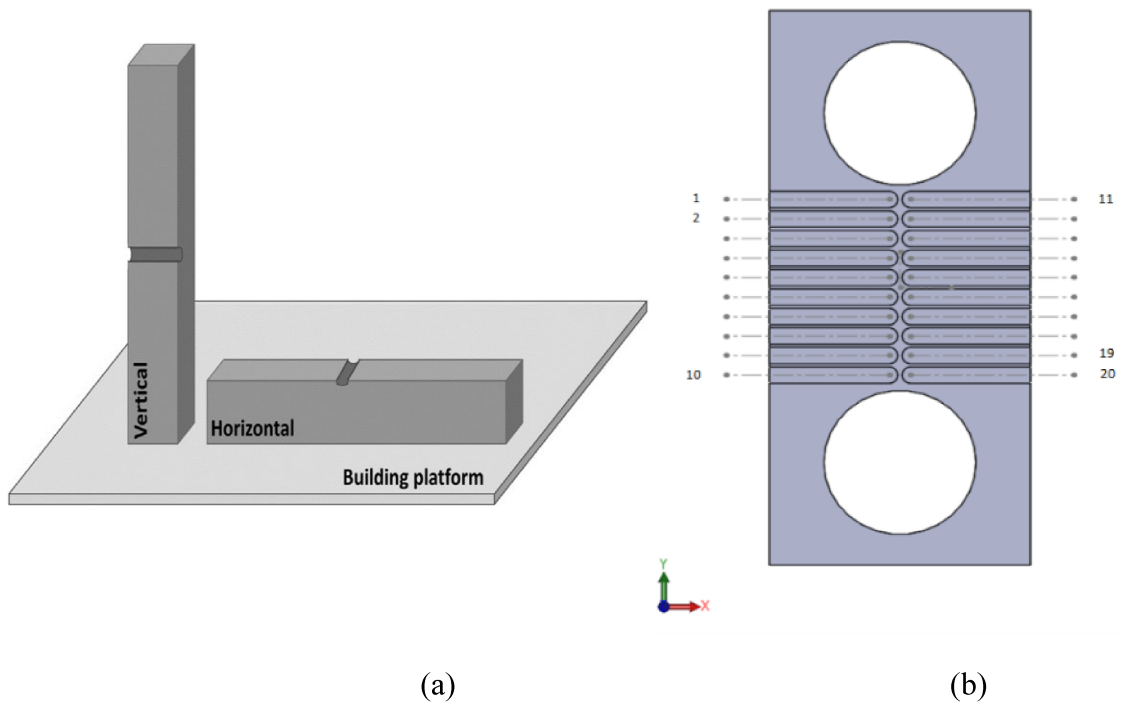 Vertical
Horizontal
Building platform
1
2
10
11
19
20
Y
X
(a)
(b)